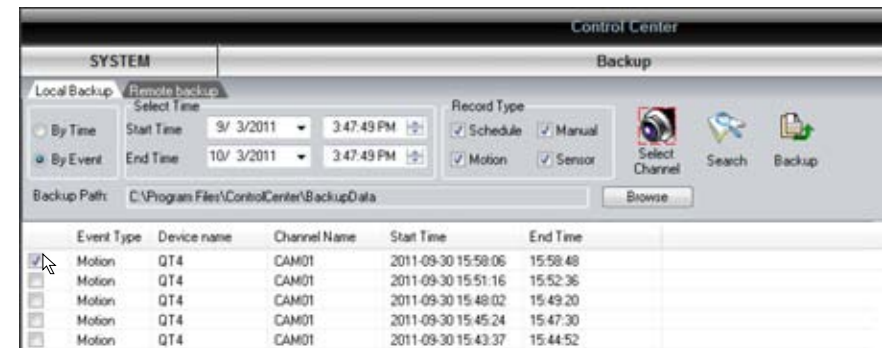 Control Center
SYSTEM Backup
Local Backup Remote backup
Select Time Record Type
By Time Start Time 9/ 3/2011 3:47:49 PM Schedule Manual
By Event End Time 10/ 3/2011 3:47:49 PM Motion Sensor
Select Channel Search Backup
Backup Path: C:\Program Files\ControlCenter\BackupData Browse
Event Type Device name Channel Name Start Time End Time
Motion QT4 CAM01 2011-09-30 15:58:06 15:58:48
Motion QT4 CAM01 2011-09-30 15:51:16 15:52:36
Motion QT4 CAM01 2011-09-30 15:48:02 15:49:20
Motion QT4 CAM01 2011-09-30 15:45:24 15:47:30
Motion QT4 CAM01 2011-09-30 15:43:37 15:44:52